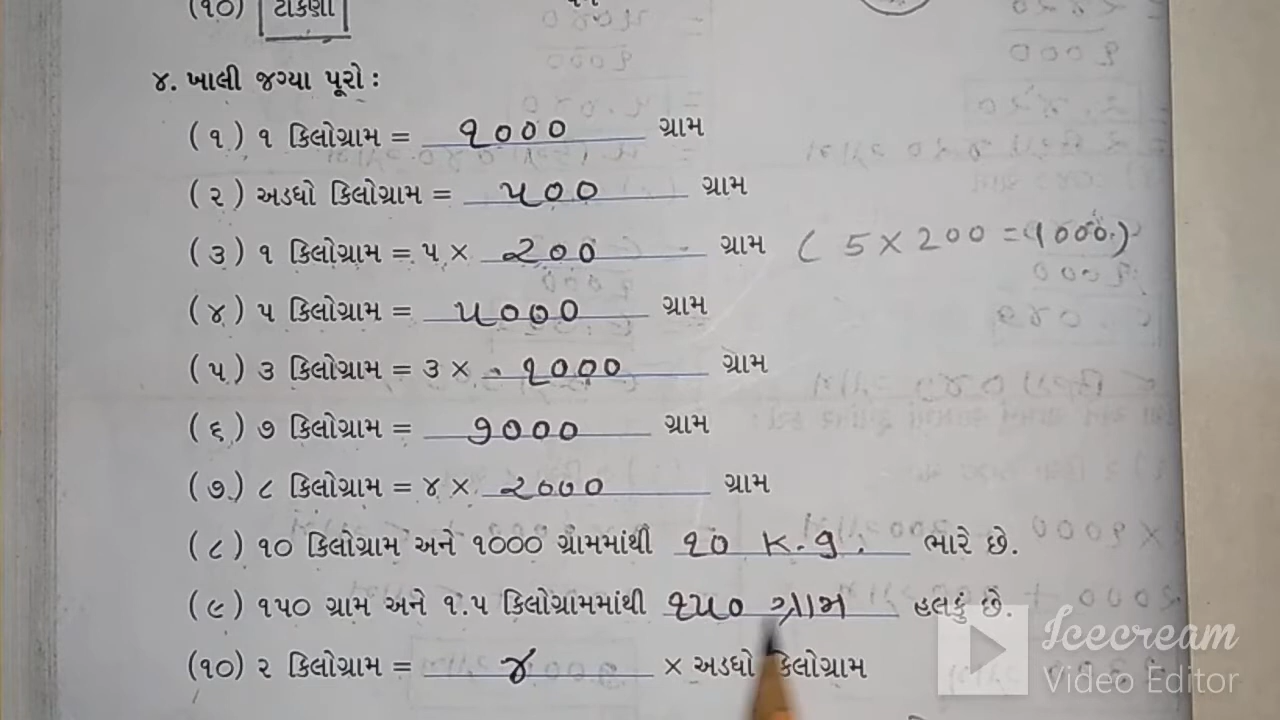 (૧૦) ટાંકણી
૪. ખાલી જગ્યા પૂરો :
(૧) ૧ કિલોગ્રામ = ૧૦૦૦ ગ્રામ
(૨) અડધો કિલોગ્રામ = ૫૦૦ ગ્રામ
(૩) ૧ કિલોગ્રામ = ૫ × ૨૦૦ ગ્રામ (5 × 200 = 1000)
(૪) ૫ કિલોગ્રામ = ૫૦૦૦ ગ્રામ
(૫) ૩ કિલોગ્રામ = ૩ × ૧૦૦૦ ગ્રામ
(૬) ૭ કિલોગ્રામ = ૭૦૦૦ ગ્રામ
(૭) ૮ કિલોગ્રામ = ૪ × ૨૦૦૦ ગ્રામ
(૮) ૧૦ કિલોગ્રામ અને ૧૦૦૦ ગ્રામમાંથી ૧૦ K.g. ભારે છે.
(૯) ૧૫૦ ગ્રામ અને ૧.૫ કિલોગ્રામમાંથી ૧૫૦ ગ્રામ હલકું છે.
(૧૦) ૨ કિલોગ્રામ = ૪ × અડધો કિલોગ્રામ
Icecream
Video Editor